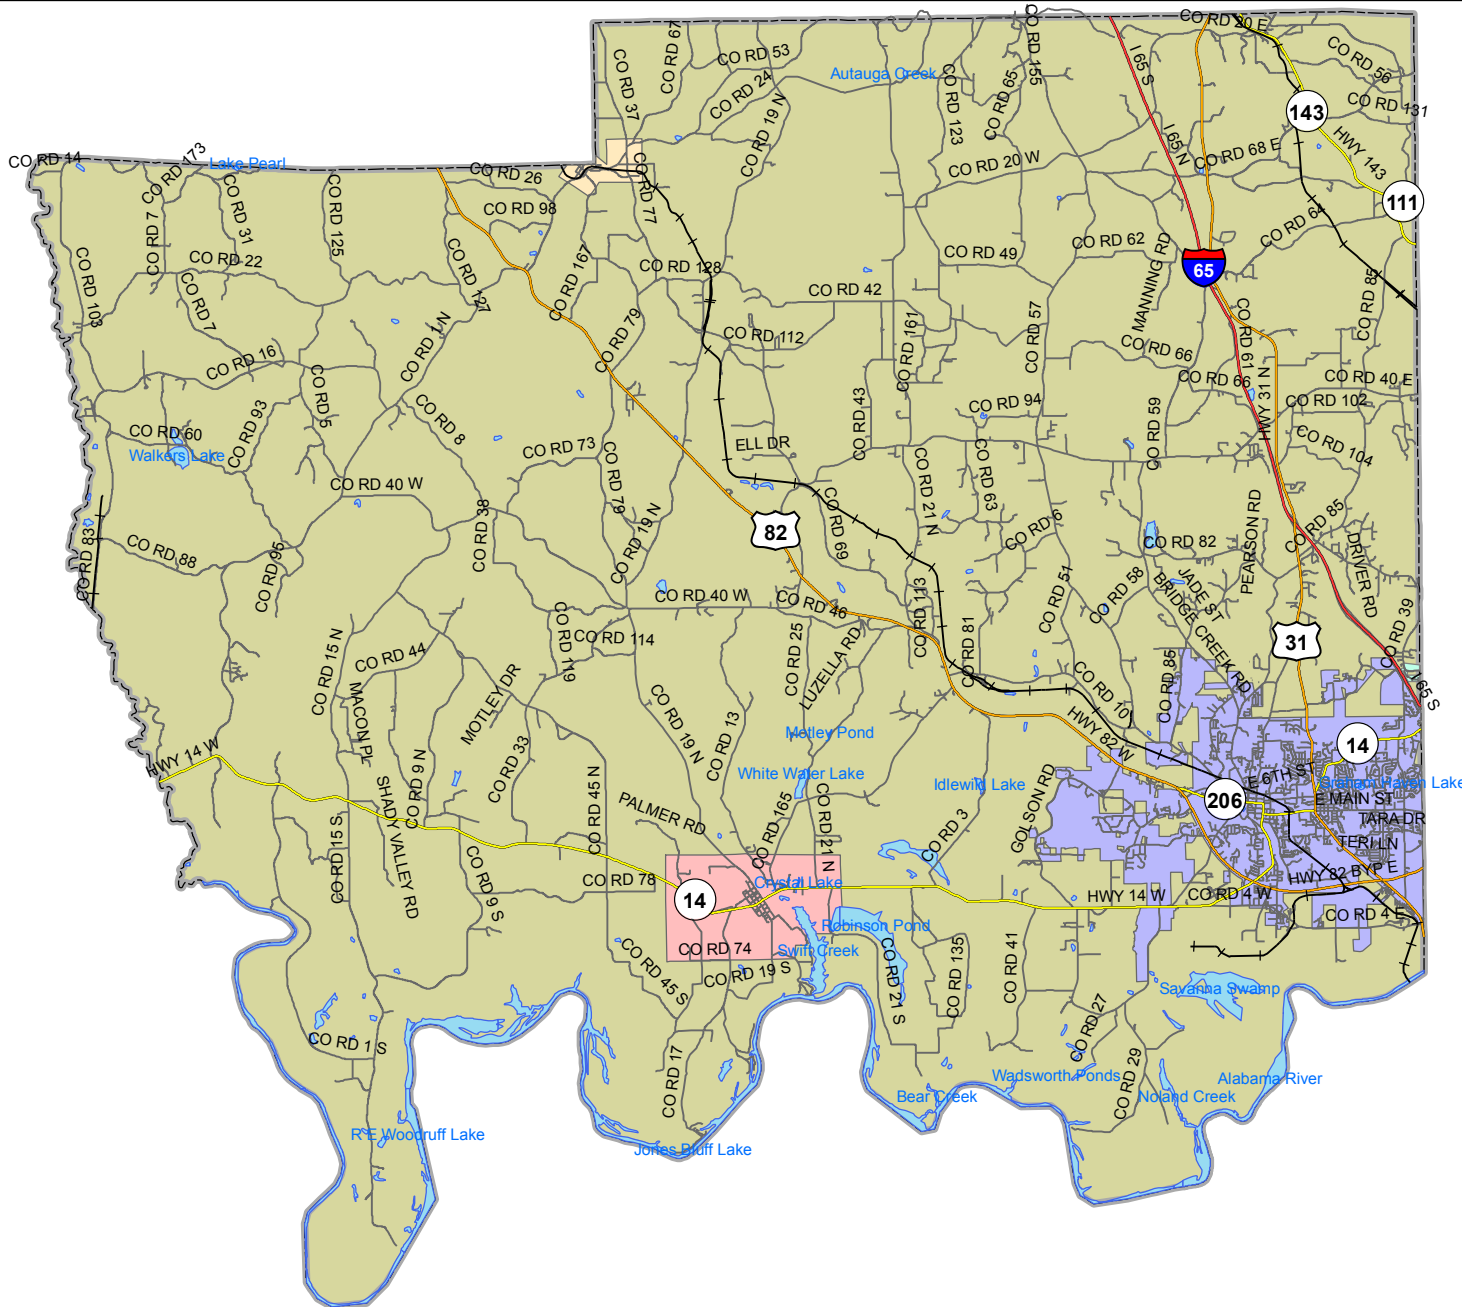 CO RD 20 E
CO RD 67
CO RD 53
CO RD 155
I 65 S
CO RD 56
CO RD 37
CO RD 24
Autauga Creek
CO RD 65
CO RD 131
143
CO RD 19 N
CO RD 123
I 65 N
HWY 143
CO RD 14
CO RD 173
Lake Pearl
CO RD 26
CO RD 77
CO RD 20 W
CO RD 68 E
111
CO RD 7
CO RD 31
CO RD 125
CO RD 98
CO RD 64
CO RD 22
CO RD 127
CO RD 167
CO RD 128
CO RD 49
CO RD 62
MANNING RD
65
CO RD 103
CO RD 7
CO RD 42
CO RD 85
CO RD 1 N
CO RD 79
CO RD 112
CO RD 161
CO RD 57
CO RD 61
CO RD 16
CO RD 66
CO RD 66
CO RD 40 E
CO RD 5
CO RD 93
CO RD 8
CO RD 43
CO RD 94
CO RD 59
HWY 31 N
CO RD 102
CO RD 60
Walkers Lake
CO RD 73
ELL DR
CO RD 104
CO RD 40 W
CO RD 79
CO RD 21 N
CO RD 63
CO RD 83
CO RD 88
CO RD 95
CO RD 38
CO RD 19 N
82
CO RD 69
CO RD 6
CO RD 82
PEARSON RD
CO RD 85
DRIVER RD
CO RD 40 W
CO RD 46
CO RD 113
CO RD 51
CO RD 58
JADE ST
BRIDGE CREEK RD
CO RD 39
31
CO RD 15 N
CO RD 44
CO RD 119
CO RD 114
CO RD 25
LUZELLA RD
CO RD 81
CO RD 85
I 65 S
MACON PL
MOTLEY DR
CO RD 19 N
CO RD 13
CO RD 10
Motley Pond
HWY 82 W
14
HWY 14 W
CO RD 9 N
CO RD 33
White Water Lake
Idlewild Lake
E 6TH ST
SHADY VALLEY RD
CO RD 45 N
PALMER RD
CO RD 165
CO RD 21 N
CO RD 3
GOLSON RD
206
E MAIN ST
TARA DR
TERI LN
CO RD 15 S
CO RD 9 S
CO RD 78
14
Crystal Lake
HWY 14 W
CO RD 4 W
HWY 82 BYP E
CO RD 4 E
Robinson Pond
CO RD 74
Swift Creek
CO RD 45 S
CO RD 19 S
CO RD 21 S
CO RD 135
CO RD 41
Savanna Swamp
CO RD 1 S
CO RD 17
CO RD 27
CO RD 29
Wadsworth Ponds
Alabama River
Bear Creek
Noland Creek
R E Woodruff Lake
Jones Bluff Lake